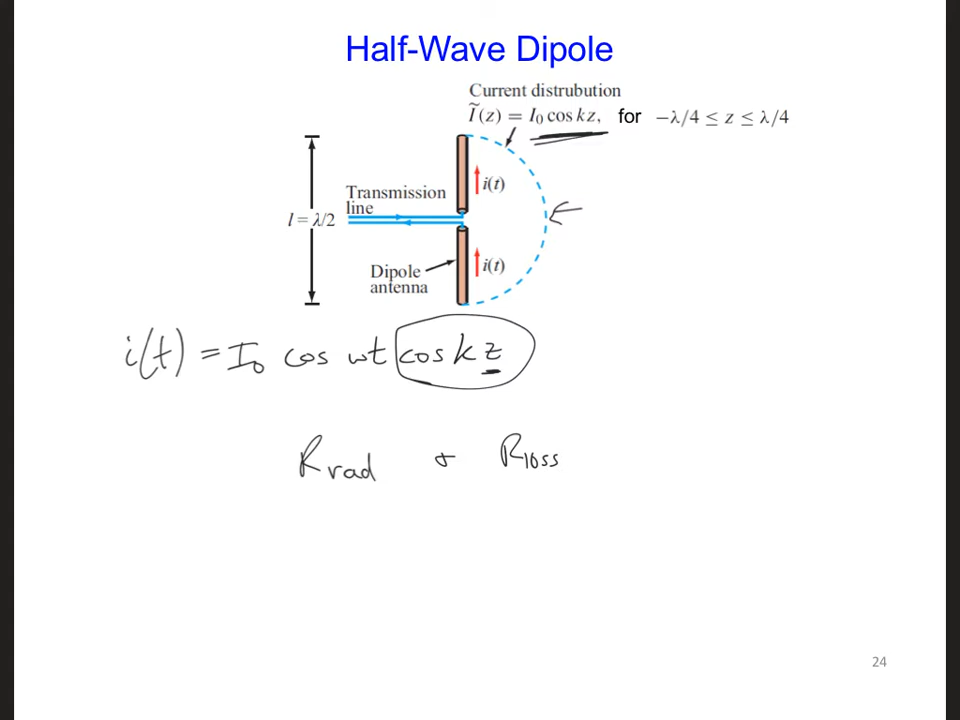 Half-Wave Dipole
Current distrubution
Ĩ(z) = I₀ cos kz, for −λ/4 ≤ z ≤ λ/4
i(t)
Transmission
line
l = λ/2
Dipole
antenna
i(t)
i(t) = I₀ cos ωt cos kz
Rrad & Rloss
24